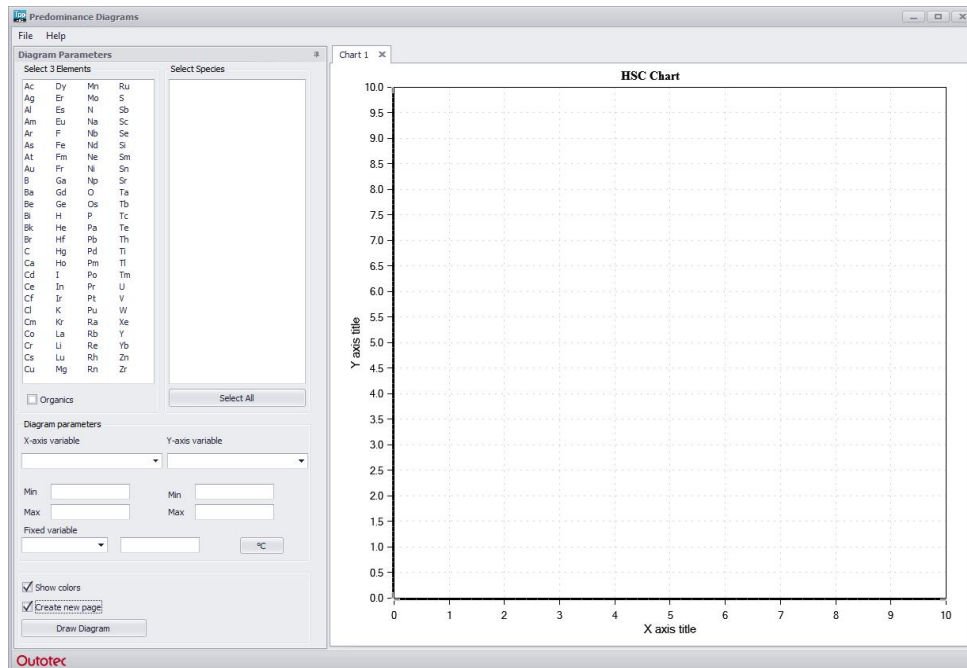 Predominance Diagrams
File Help
Diagram Parameters
Select 3 Elements Select Species
Ac Dy Mn Ru
Ag Er Mo S
Al Es N Sb
Am Eu Na Sc
Ar F Nb Se
As Fe Nd Si
At Fm Ne Sm
Au Fr Ni Sn
B Ga Np Sr
Ba Gd O Ta
Be Ge Os Tb
Bi H P Tc
Bk He Pa Te
Br Hf Pb Th
C Hg Pd Ti
Ca Ho Pm Tl
Cd I Po Tm
Ce In Pr U
Cf Ir Pt V
Cl K Pu W
Cm Kr Ra Xe
Co La Rb Y
Cr Li Re Yb
Cs Lu Rh Zn
Cu Mg Rn Zr
Organics Select All
Diagram parameters
X-axis variable Y-axis variable
Min Min
Max Max
Fixed variable
ºC
Show colors
Create new page
Draw Diagram
Outotec
Chart 1
HSC Chart
10.0
9.5
9.0
8.5
8.0
7.5
7.0
6.5
6.0
5.5
5.0
4.5
4.0
3.5
3.0
2.5
2.0
1.5
1.0
0.5
0.0
Y axis title
0 1 2 3 4 5 6 7 8 9 10
X axis title